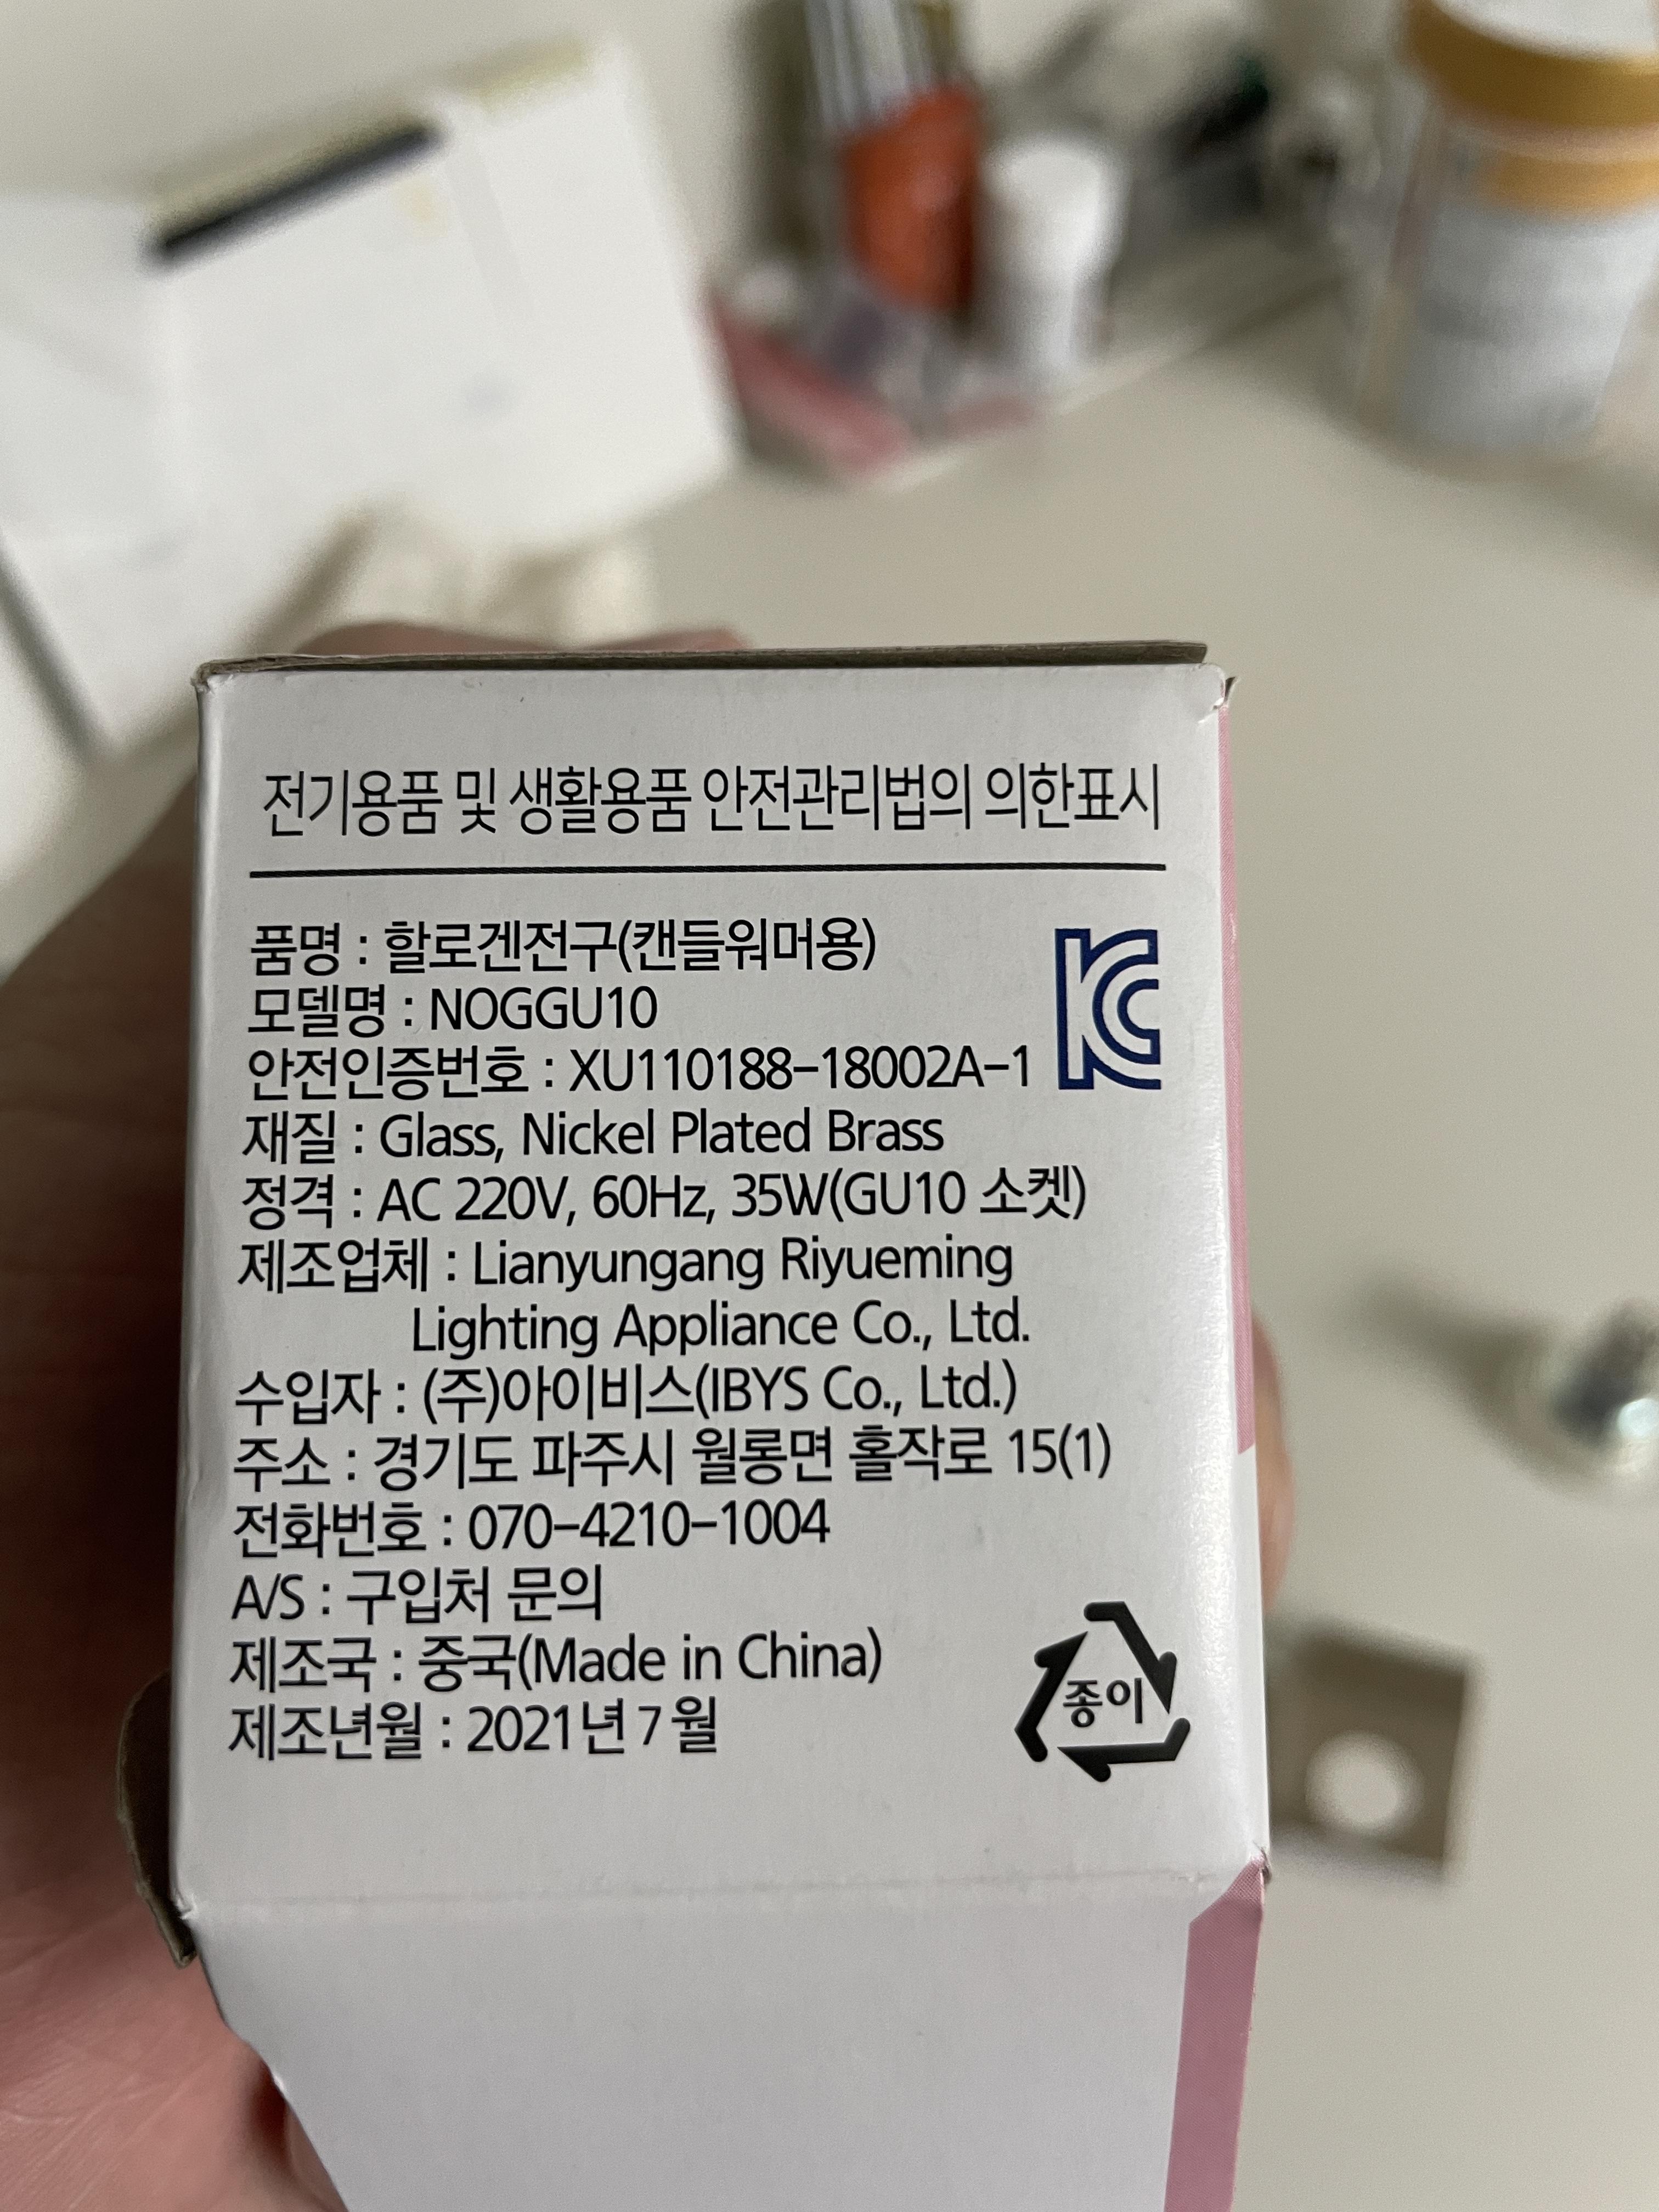 전기용품 및 생활용품 안전관리법의 의한표시
품명 : 할로겐전구(캔들워머용)
모델명 : NOGGU10
안전인증번호 : XU110188-18002A-1
KC
재질 : Glass, Nickel Plated Brass
정격 : AC 220V, 60Hz, 35W(GU10 소켓)
제조업체 : Lianyungang Riyueming
Lighting Appliance Co., Ltd.
수입자 : (주)아이비스(IBYS Co., Ltd.)
주소 : 경기도 파주시 월롱면 홀작로 15(1)
전화번호 : 070-4210-1004
A/S : 구입처 문의
제조국 : 중국(Made in China)
제조년월 : 2021년 7월
종이